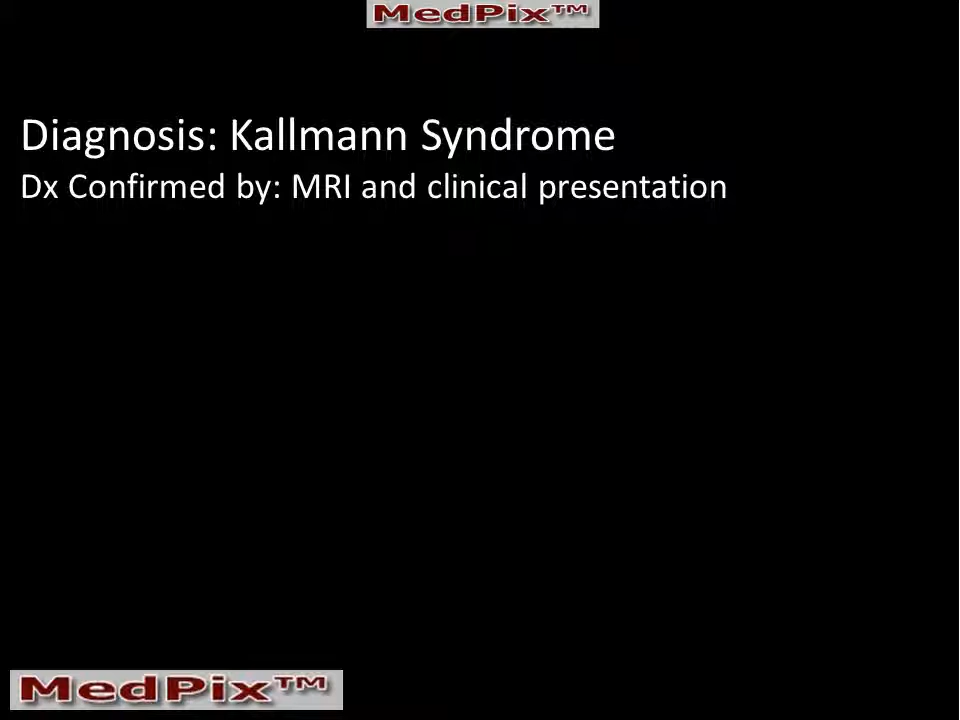 MedPix™
Diagnosis: Kallmann Syndrome
Dx Confirmed by: MRI and clinical presentation
MedPix™